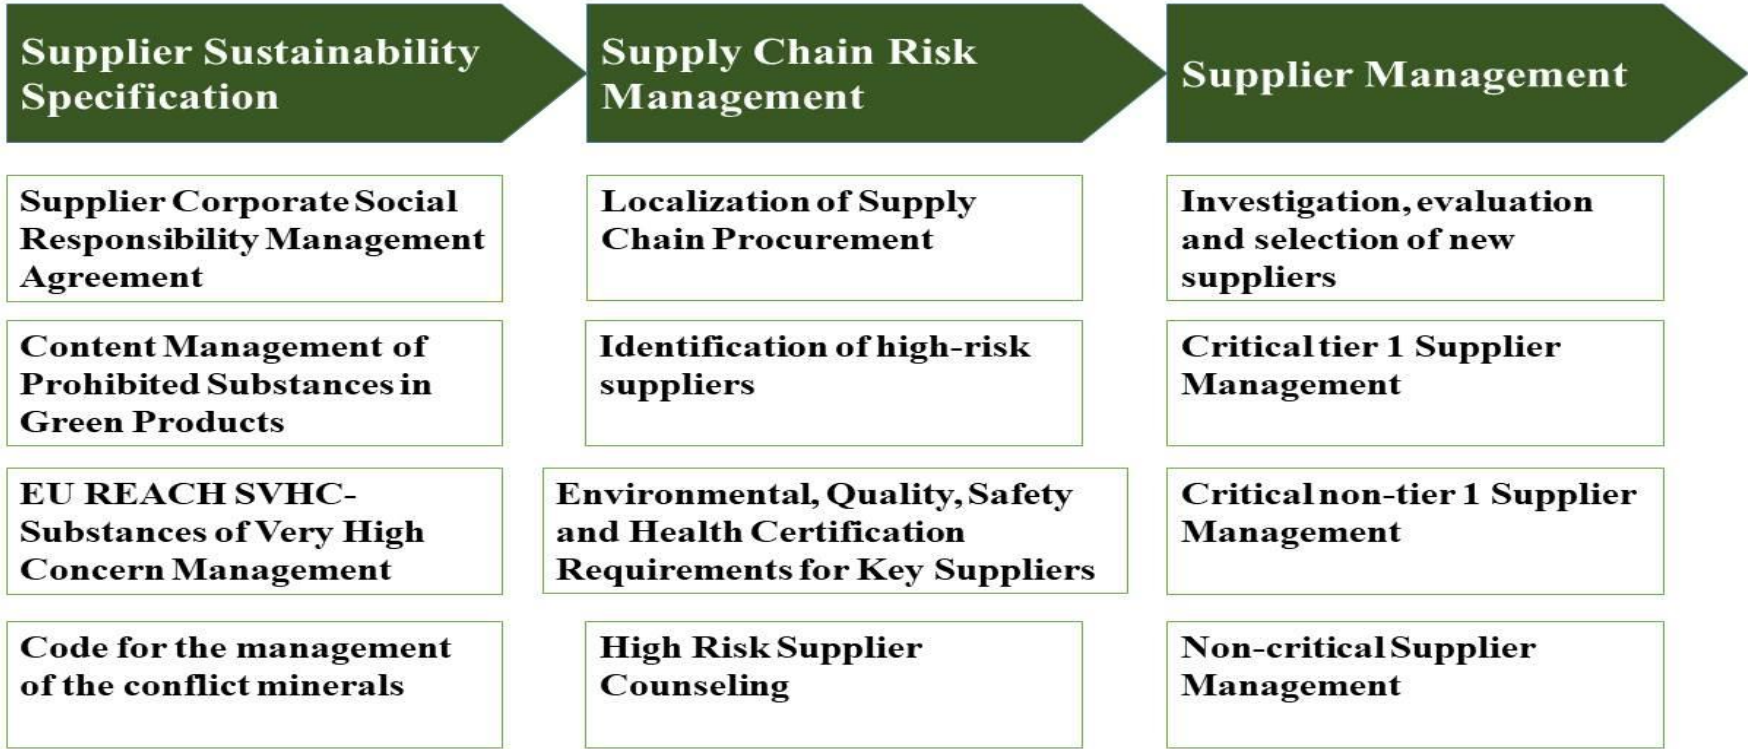 Supplier Sustainability
Specification
Supply Chain Risk
Management
Supplier Management
Supplier Corporate Social
Responsibility Management
Agreement
Localization of Supply
Chain Procurement
Investigation, evaluation
and selection of new
suppliers
Content Management of
Prohibited Substances in
Green Products
Identification of high-risk
suppliers
Critical tier 1 Supplier
Management
EU REACH SVHC-
Substances of Very High
Concern Management
Environmental, Quality, Safety
and Health Certification
Requirements for Key Suppliers
Critical non-tier 1 Supplier
Management
Code for the management
of the conflict minerals
High Risk Supplier
Counseling
Non-critical Supplier
Management